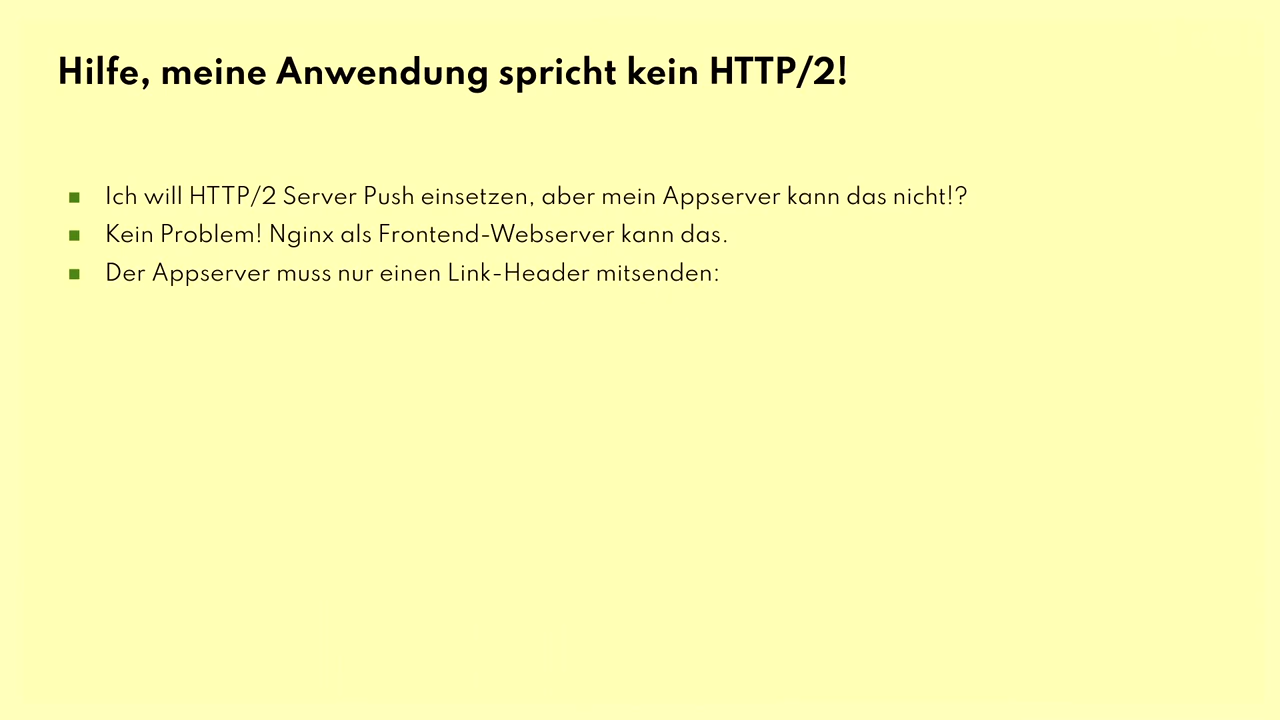 Hilfe, meine Anwendung spricht kein HTTP/2!
Ich will HTTP/2 Server Push einsetzen, aber mein Appserver kann das nicht!?
Kein Problem! Nginx als Frontend-Webserver kann das.
Der Appserver muss nur einen Link-Header mitsenden: